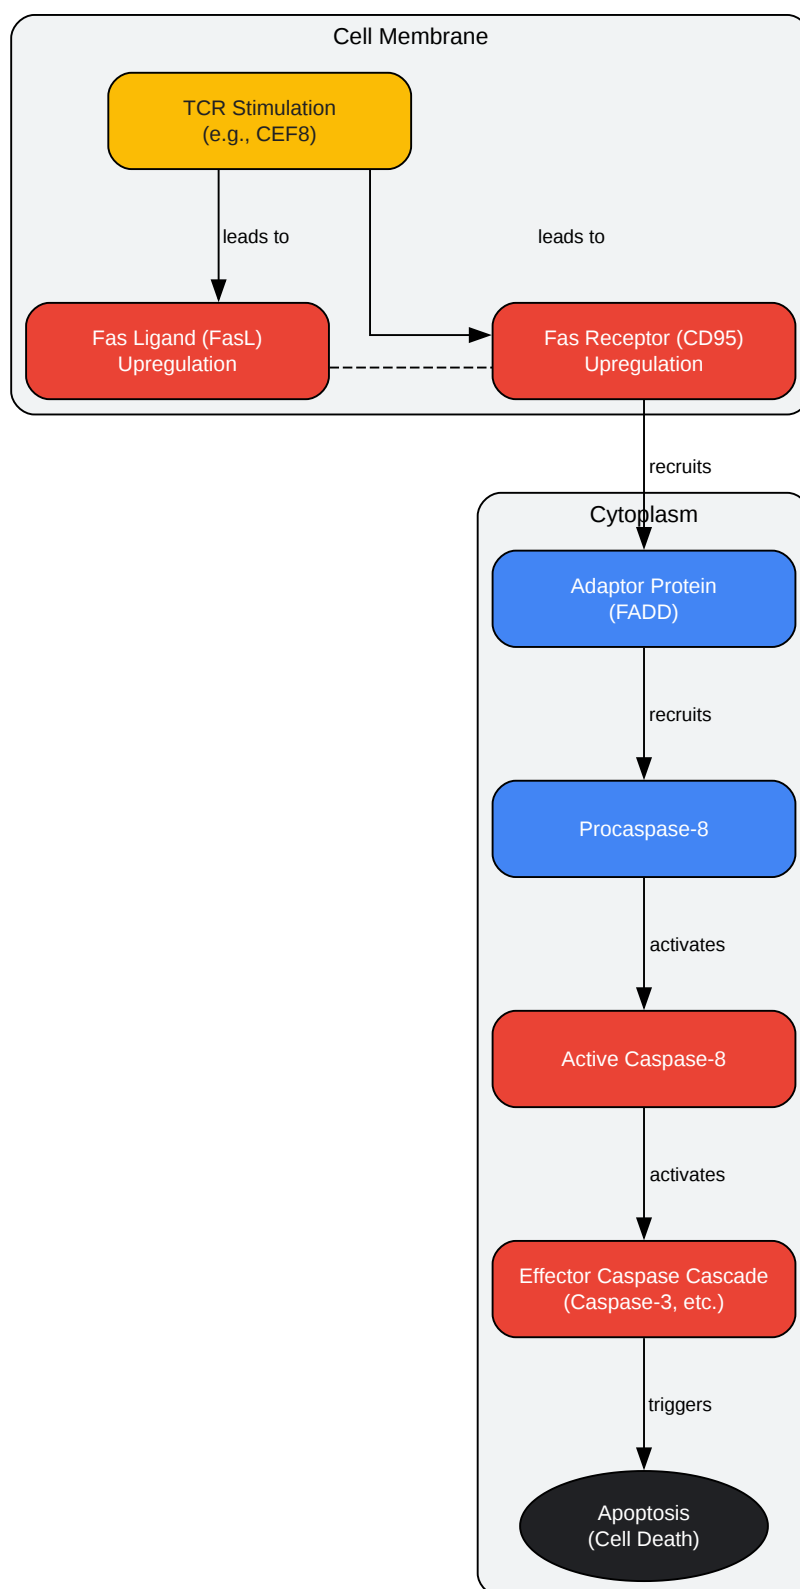 Cell Membrane
TCR Stimulation
(e.g., CEF8)
leads to
leads to
Fas Ligand (FasL)
Upregulation
Fas Receptor (CD95)
Upregulation
recruits
Cytoplasm
Adaptor Protein
(FADD)
recruits
Procaspase-8
activates
Active Caspase-8
activates
Effector Caspase Cascade
(Caspase-3, etc.)
triggers
Apoptosis
(Cell Death)